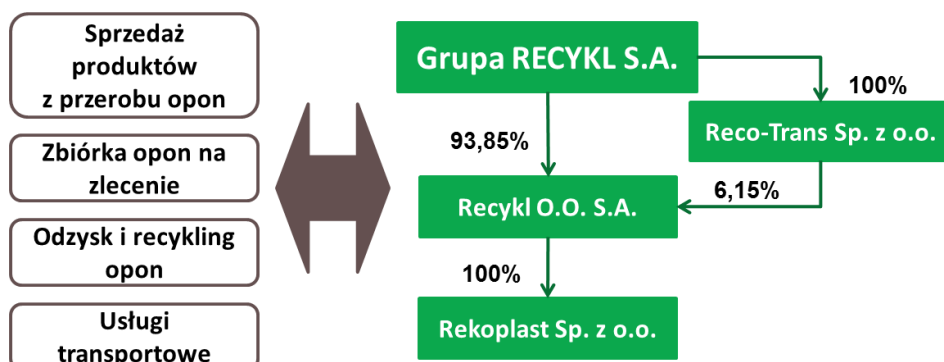 Sprzedaż
produktów
z przerobu opon
Zbiórka opon na
zlecenie
Odzysk i recykling
opon
Usługi
transportowe
Grupa RECYKL S.A.
100%
Reco-Trans Sp. z o.o.
93,85%
6,15%
Recykl O.O. S.A.
100%
Rekoplast Sp. z o.o.